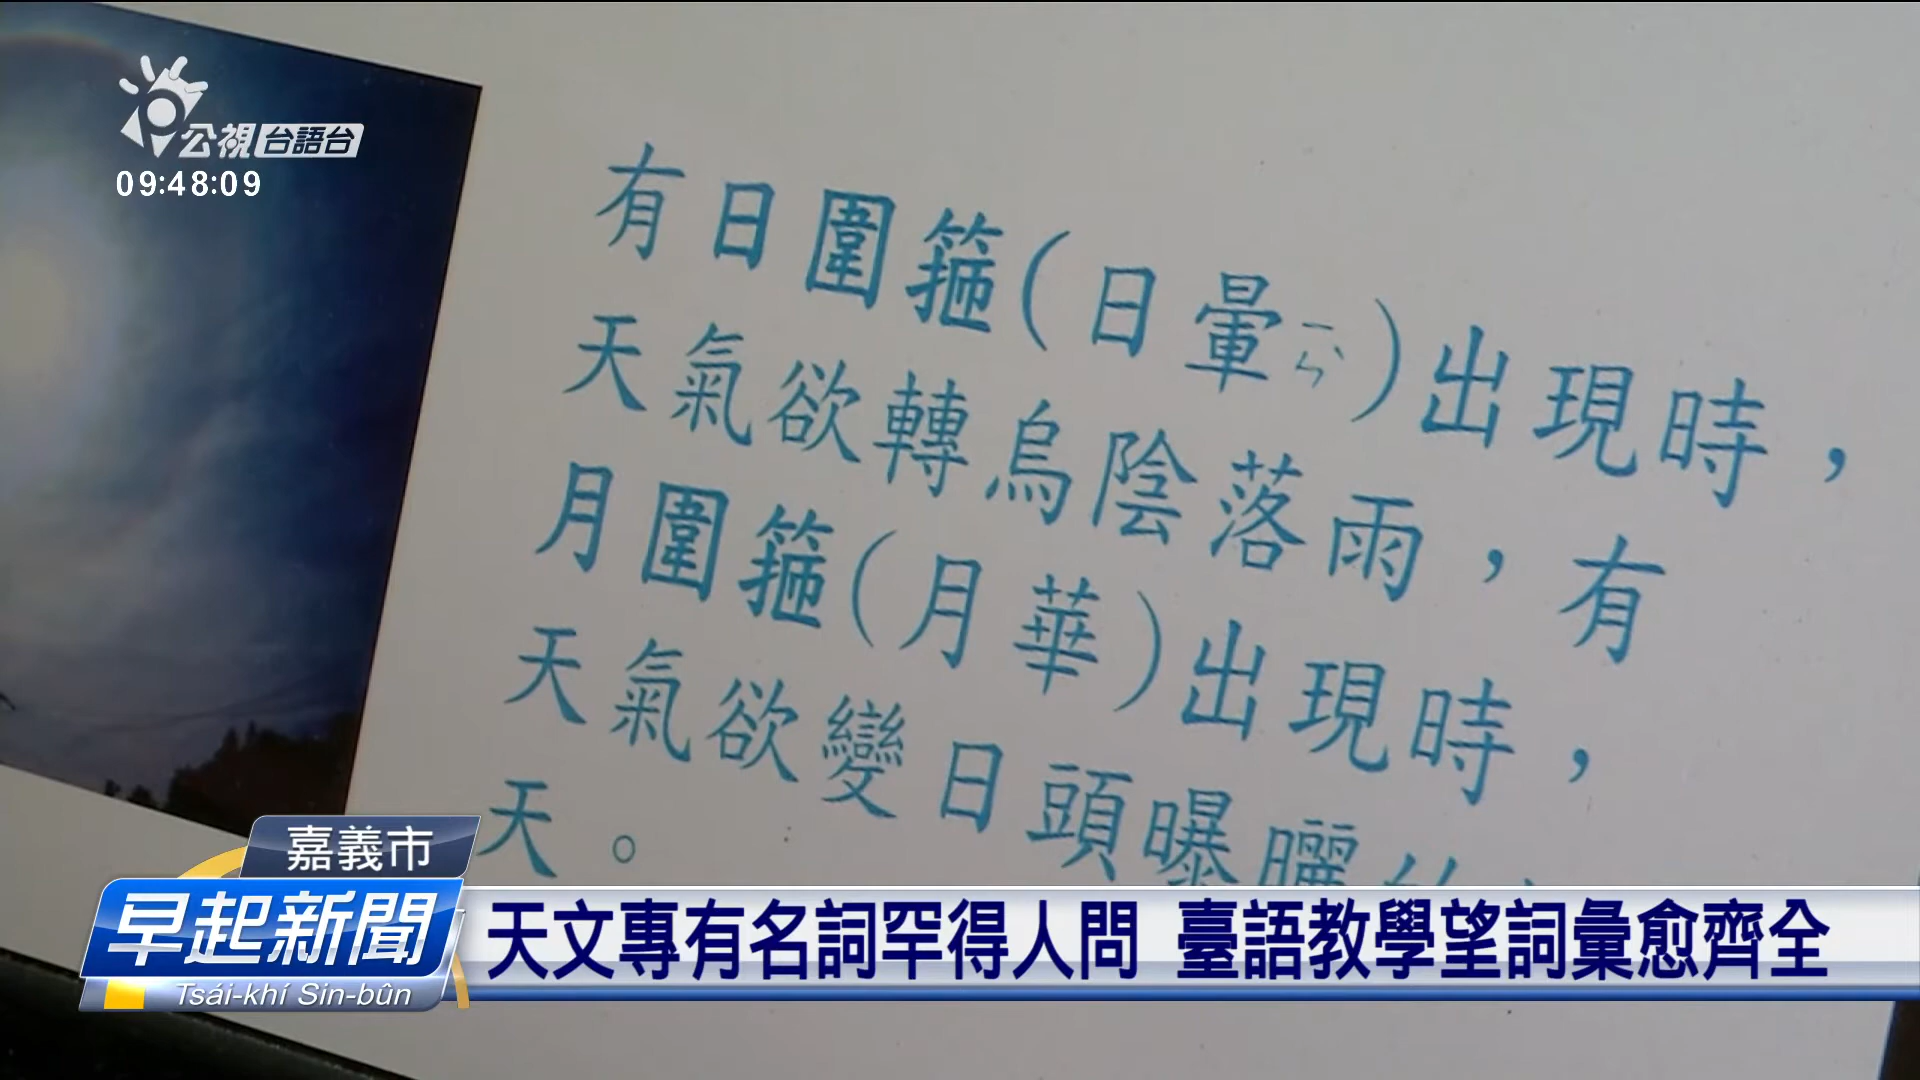 公視台語台
09:48:09
有日圍箍(日暈ㄧㄣˋ)出現時，
天氣欲轉烏陰落雨，有
月圍箍(月華)出現時，
天氣欲變日頭曝曬
天。
嘉義市
早起新聞
Tsái-khí Sin-bûn
天文專有名詞罕得人問 臺語教學望詞彙愈齊全